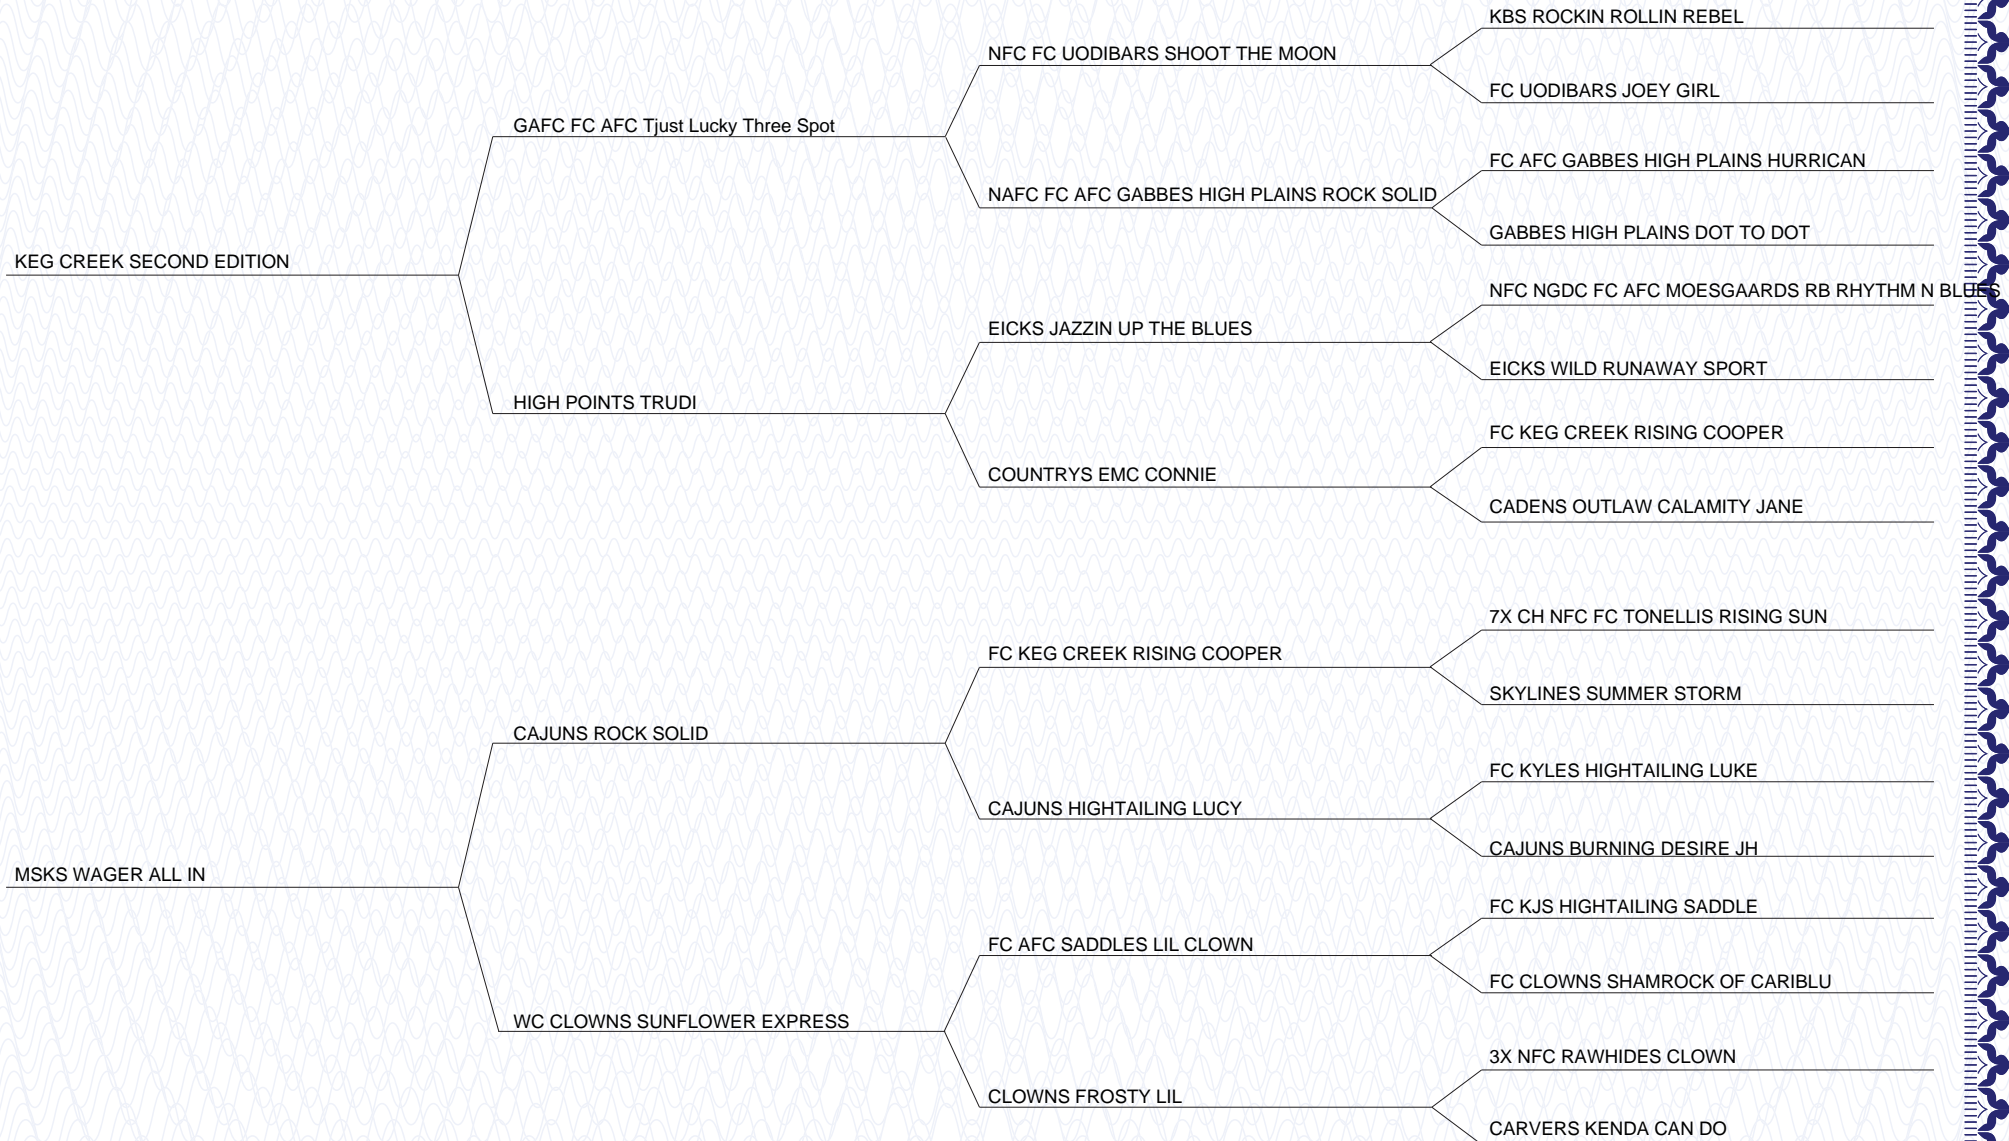 KBS ROCKIN ROLLIN REBEL
NFC FC UODIBARS SHOOT THE MOON
FC UODIBARS JOEY GIRL
GAFC FC AFC Tjust Lucky Three Spot
FC AFC GABBES HIGH PLAINS HURRICAN
NAFC FC AFC GABBES HIGH PLAINS ROCK SOLID
GABBES HIGH PLAINS DOT TO DOT
KEG CREEK SECOND EDITION
NFC NGDC FC AFC MOESGAARDS RB RHYTHM N BLUES
EICKS JAZZIN UP THE BLUES
EICKS WILD RUNAWAY SPORT
HIGH POINTS TRUDI
FC KEG CREEK RISING COOPER
COUNTRYS EMC CONNIE
CADENS OUTLAW CALAMITY JANE
7X CH NFC FC TONELLIS RISING SUN
FC KEG CREEK RISING COOPER
SKYLINES SUMMER STORM
CAJUNS ROCK SOLID
FC KYLES HIGHTAILING LUKE
CAJUNS HIGHTAILING LUCY
CAJUNS BURNING DESIRE JH
MSKS WAGER ALL IN
FC KJS HIGHTAILING SADDLE
FC AFC SADDLES LIL CLOWN
FC CLOWNS SHAMROCK OF CARIBLU
WC CLOWNS SUNFLOWER EXPRESS
3X NFC RAWHIDES CLOWN
CLOWNS FROSTY LIL
CARVERS KENDA CAN DO